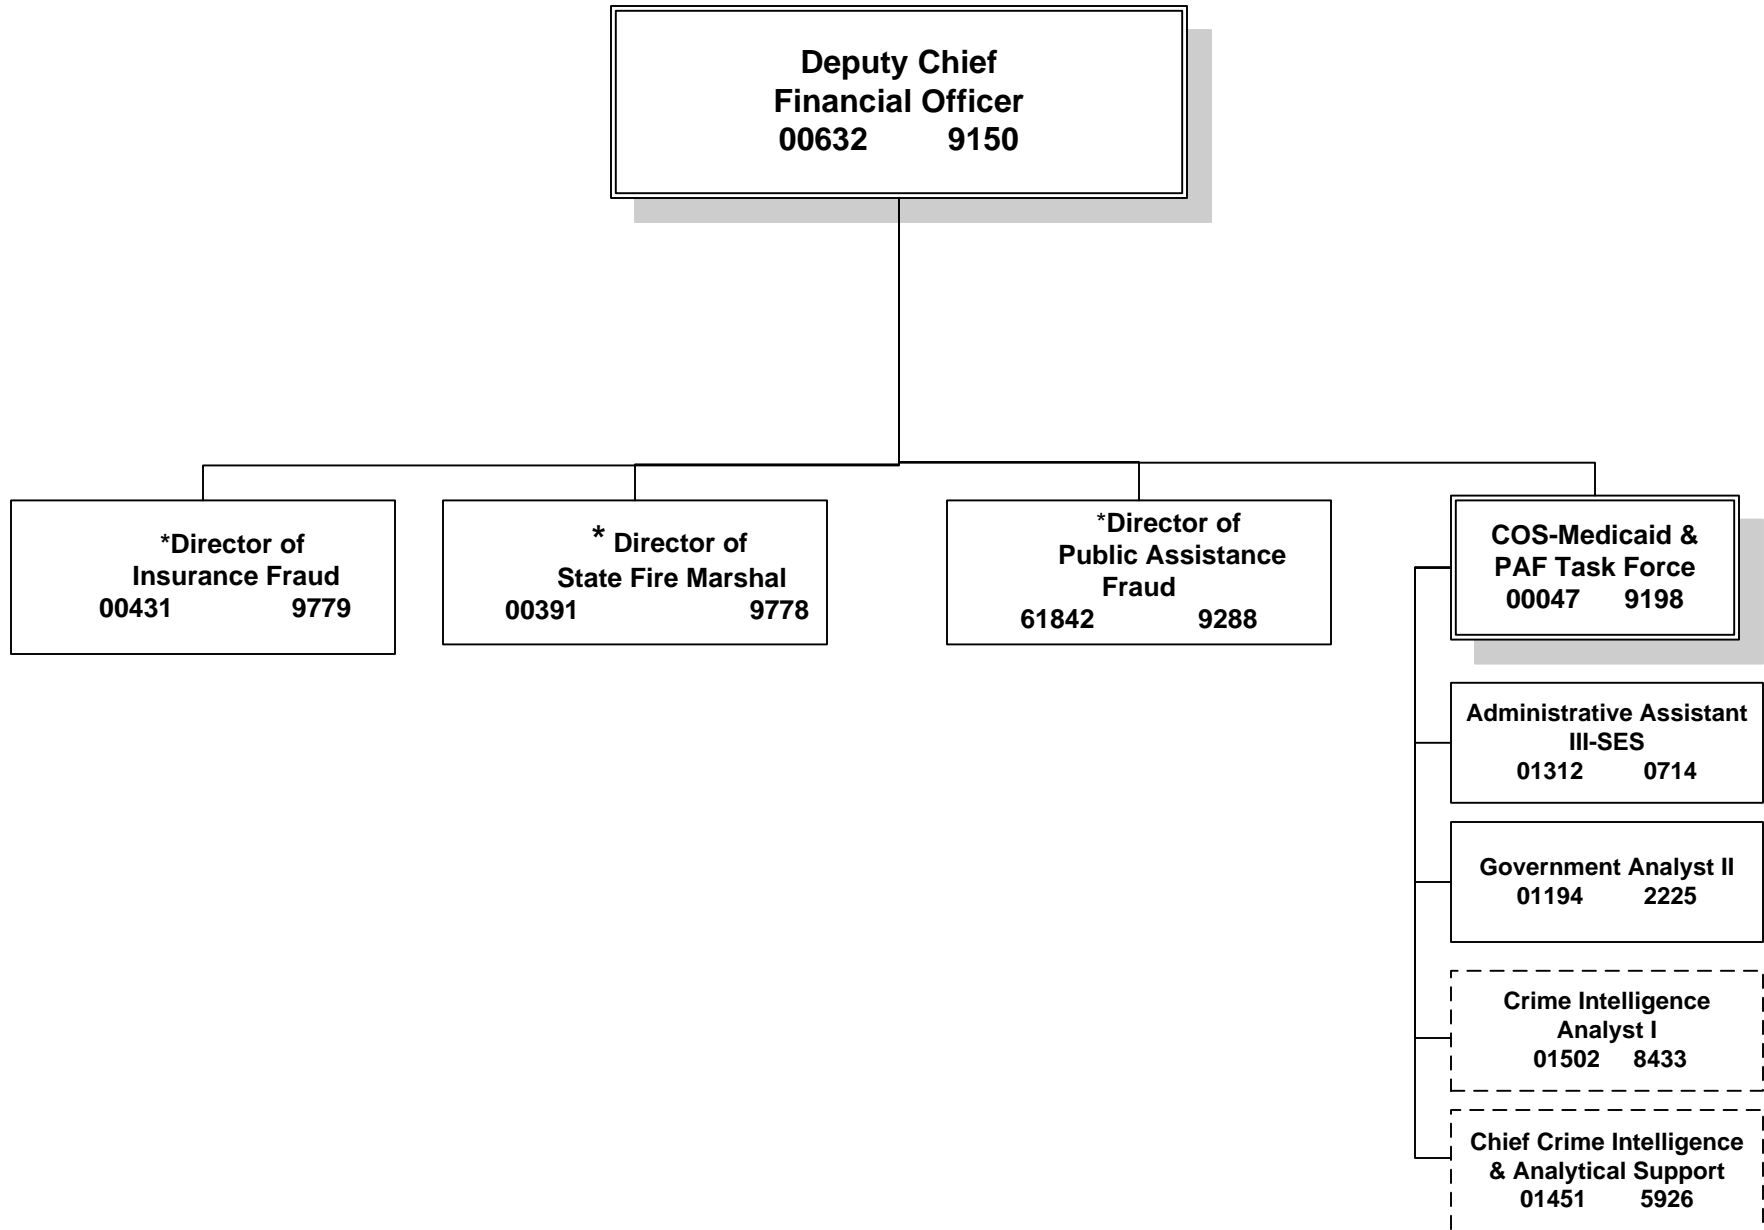 Deputy Chief
Financial Officer
00632 9150
*Director of
Insurance Fraud
00431 9779
* Director of
State Fire Marshal
00391 9778
*Director of
Public Assistance
Fraud
61842 9288
COS-Medicaid &
PAF Task Force
00047 9198
Administrative Assistant
III-SES
01312 0714
Government Analyst II
01194 2225
Crime Intelligence
Analyst I
01502 8433
Chief Crime Intelligence
& Analytical Support
01451 5926